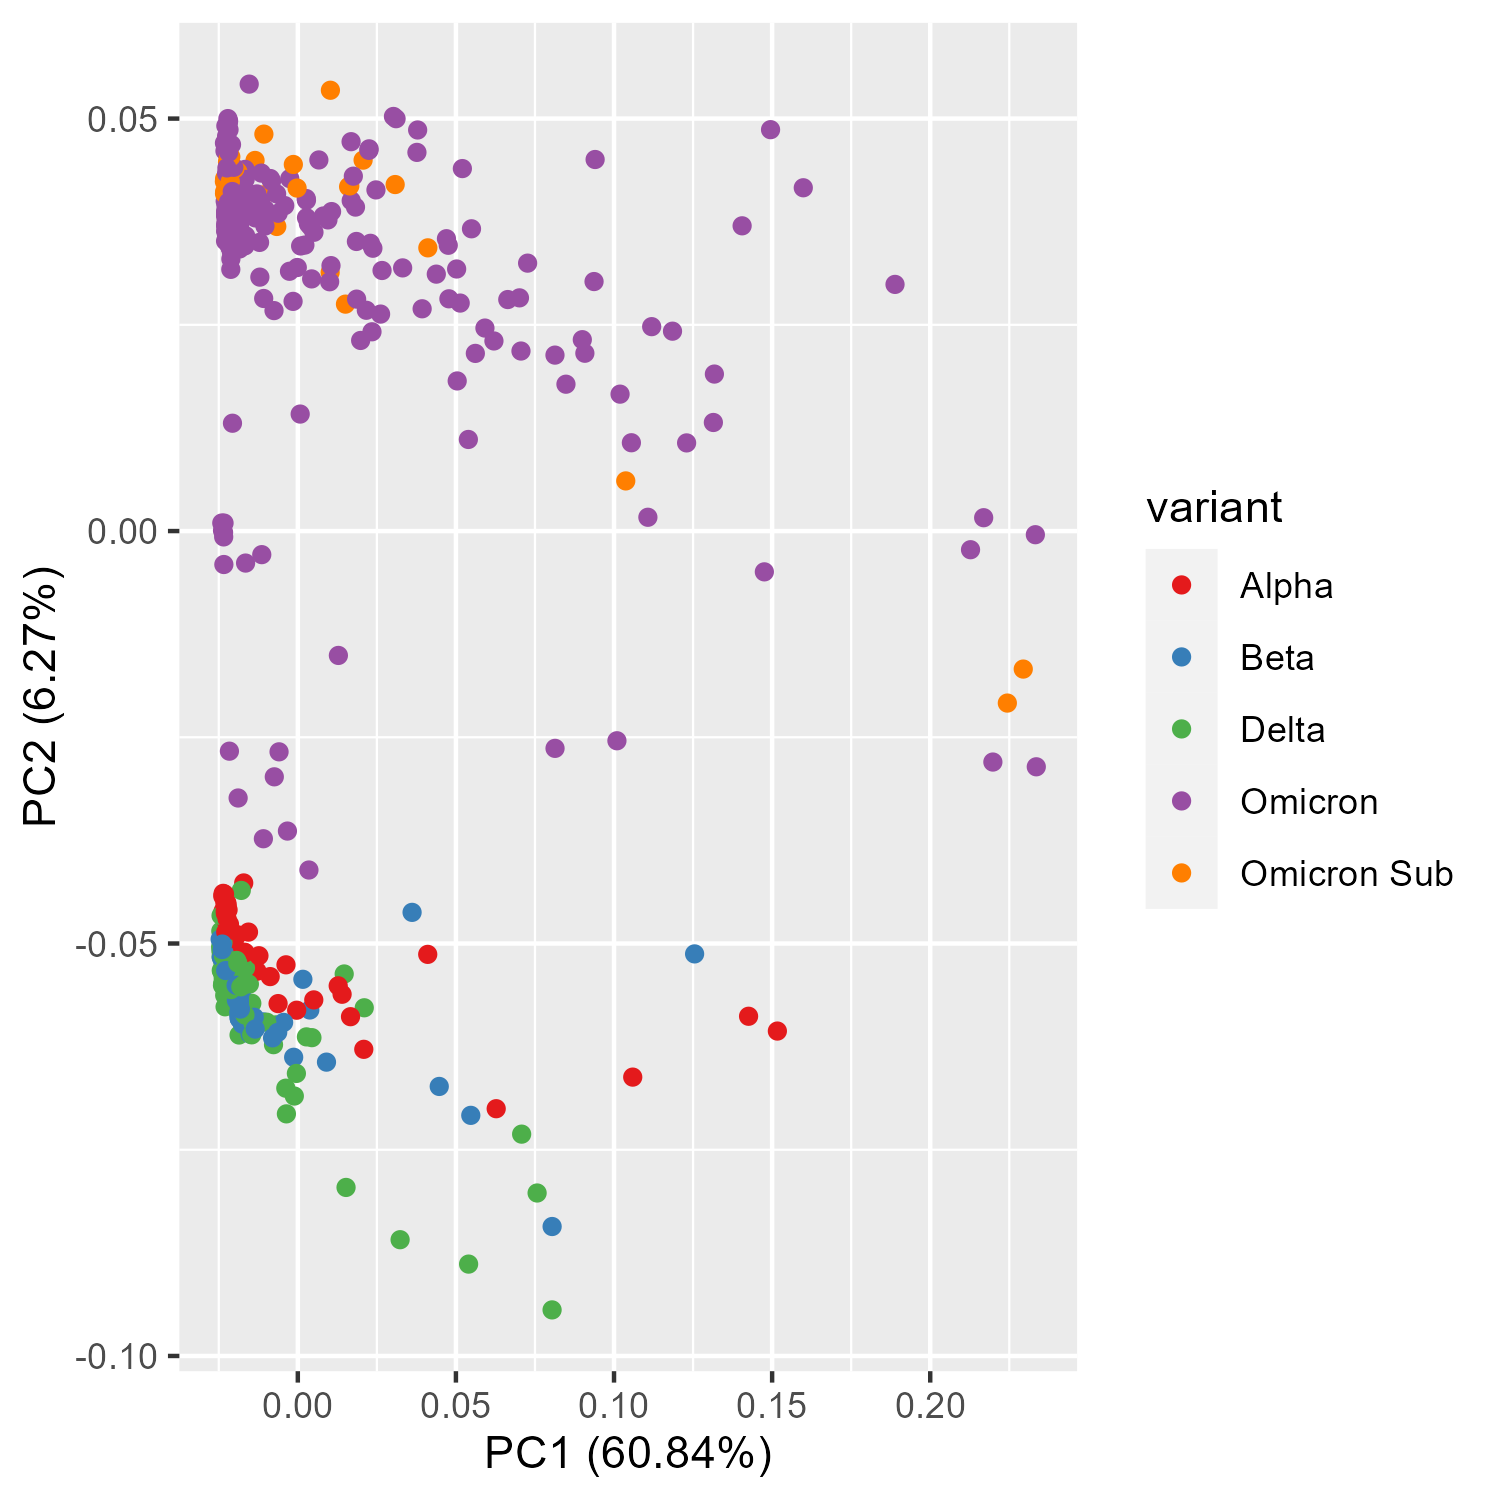 0.05
0.00
-0.05
-0.10
PC2 (6.27%)
0.00 0.05 0.10 0.15 0.20
PC1 (60.84%)
variant
Alpha
Beta
Delta
Omicron
Omicron Sub